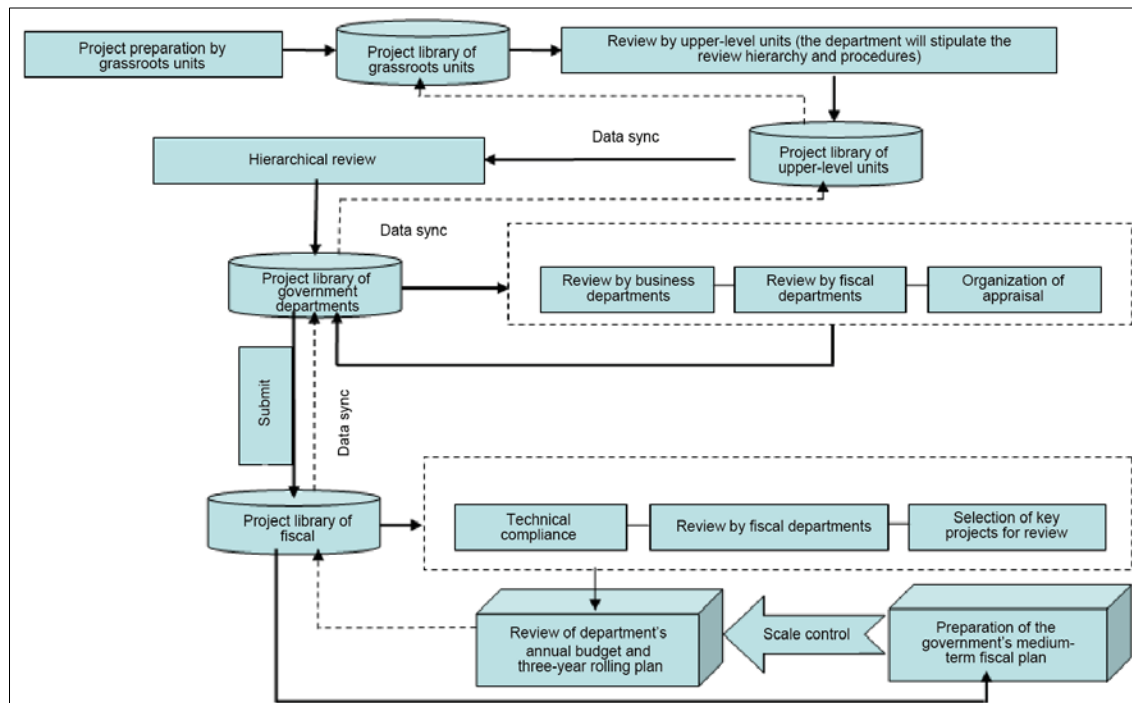 Project preparation by
grassroots units
Project library of
grassroots units
Review by upper-level units (the department will stipulate the
review hierarchy and procedures)
Data sync
Hierarchical review
Project library of
upper-level units
Data sync
Project library of
government
departments
Review by business
departments
Review by fiscal
departments
Organization of
appraisal
Submit
Data sync
Project library of
fiscal
Technical
compliance
Review by fiscal departments
Selection of key
projects for review
Review of department's
annual budget and
three-year rolling plan
Scale control
Preparation of the
government's medium-
term fiscal plan